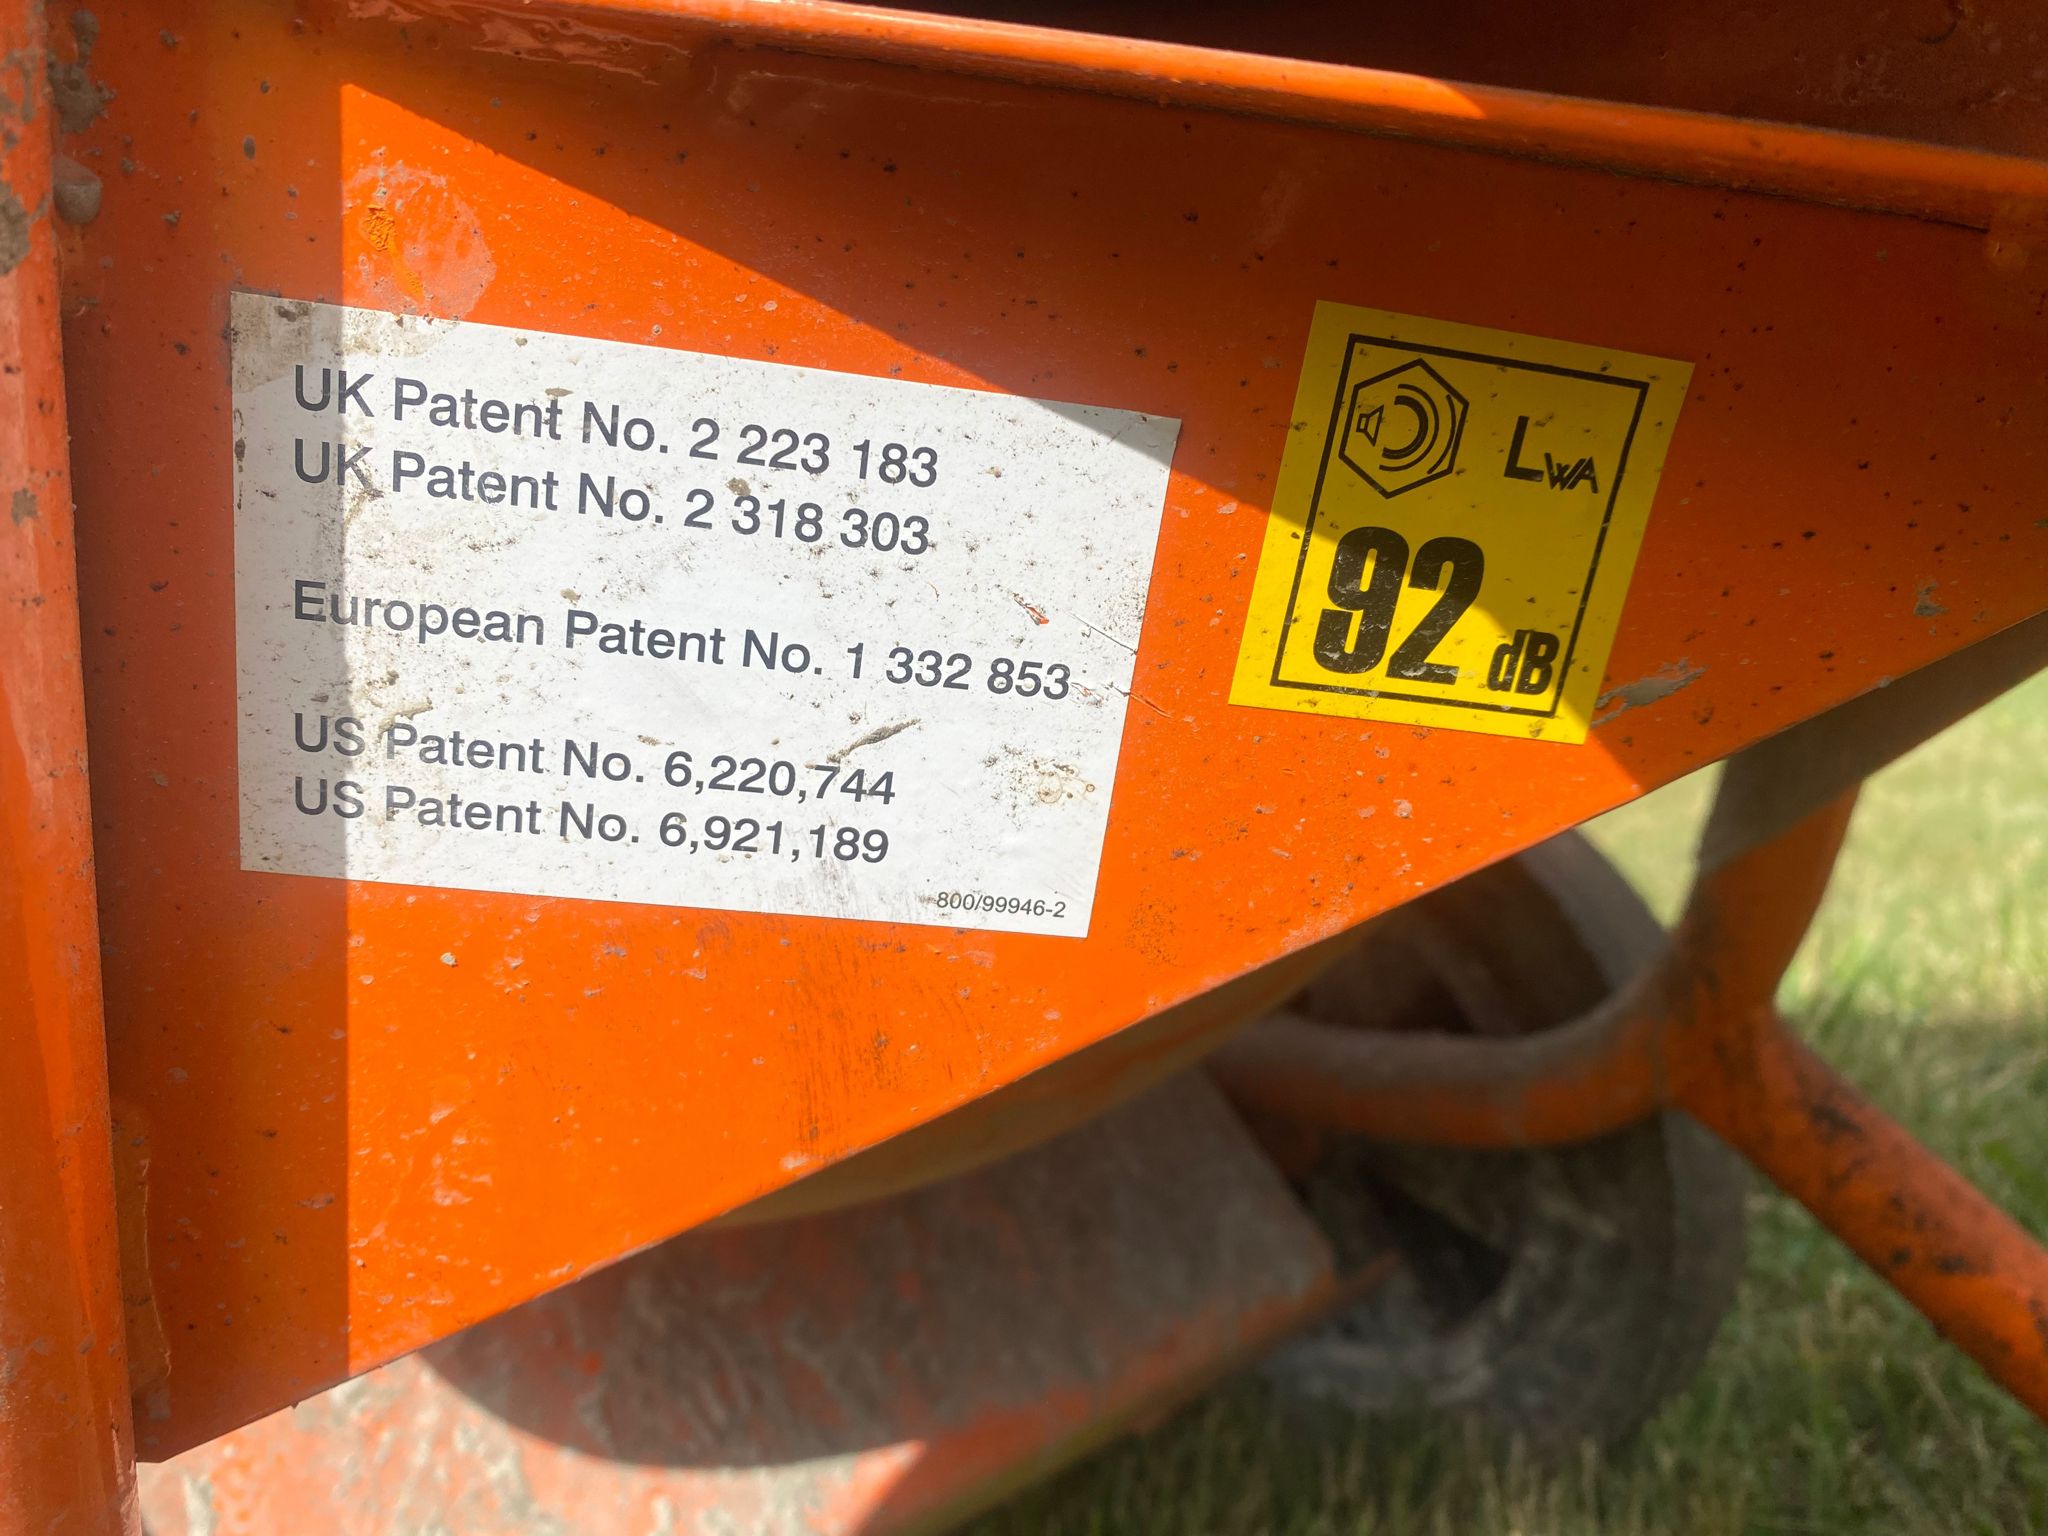 UK Patent No. 2 223 183
UK Patent No. 2 318 303
European Patent No. 1 332 853
US Patent No. 6,220,744
US Patent No. 6,921,189
800/99946-2
LWA
92 dB